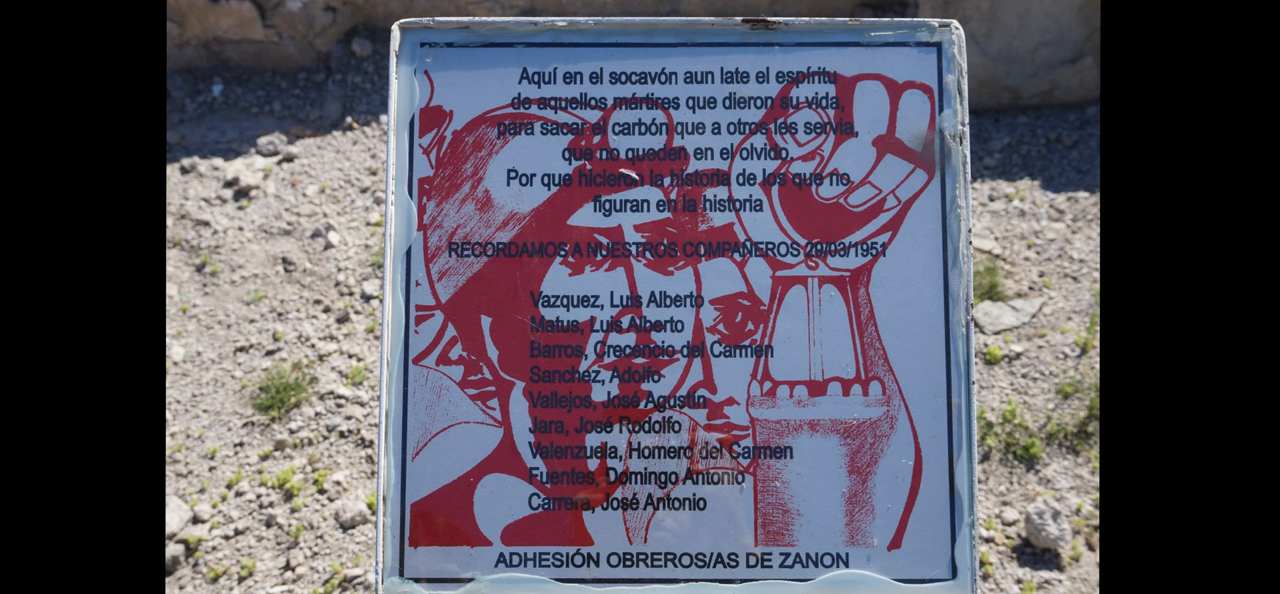 Aquí en el socavón aun late el espíritu
de aquellos mártires que dieron su vida,
para sacar el carbón que a otros les servía,
que no queden en el olvido.
Por que hicieron la historia de los que no
figuran en la historia
RECORDAMOS A NUESTROS COMPAÑEROS 29/03/1951
Vazquez, Luis Alberto
Matus, Luis Alberto
Barros, Crecencio del Carmen
Sanchez, Adolfo
Vallejos, José Agustín
Jara, José Rodolfo
Valenzuela, Homero del Carmen
Fuentes, Domingo Antonio
Carrera, José Antonio
ADHESIÓN OBREROS/AS DE ZANON